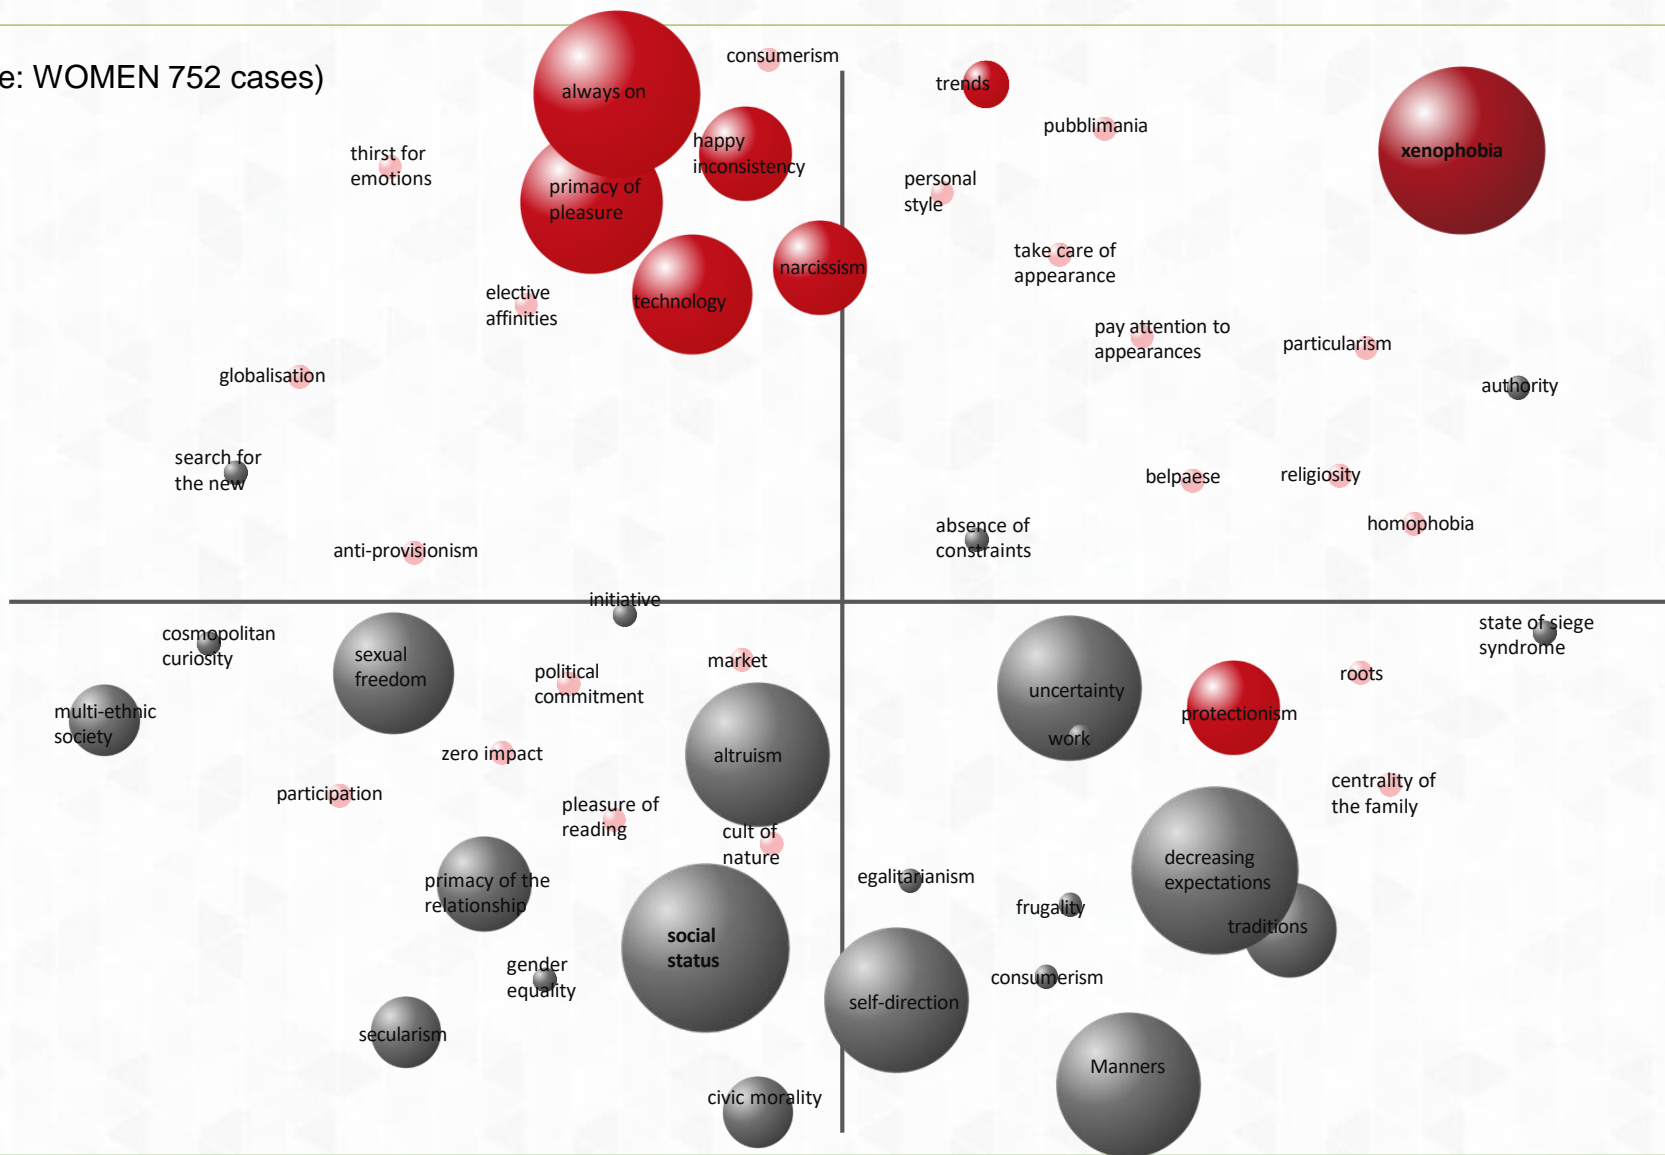 e: WOMEN 752 cases)
consumerism
always on
trends
pubblimania
happy
inconsistency
xenophobia
thirst for
emotions
primacy of
pleasure
personal
style
take care of
appearance
narcissism
technology
elective
affinities
pay attention to
appearances
particularism
globalisation
authority
search for
the new
belpaese
religiosity
homophobia
absence of
constraints
anti-provisionism
initiative
cosmopolitan
curiosity
sexual
freedom
political
commitment
market
uncertainty
work
protectionism
roots
state of siege
syndrome
multi-ethnic
society
zero impact
altruism
participation
pleasure of
reading
cult of
nature
centrality of
the family
decreasing
expectations
primacy of the
relationship
egalitarianism
frugality
traditions
social
status
gender
equality
consumerism
self-direction
secularism
Manners
civic morality